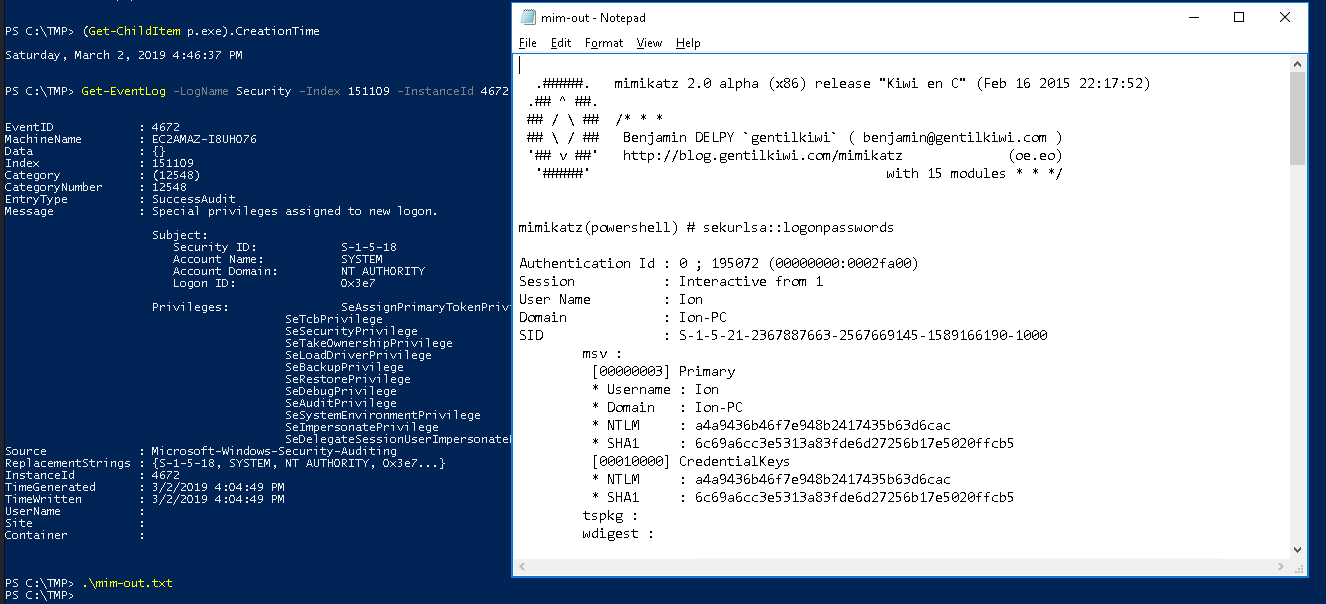 PS C:\TMP> (Get-ChildItem p.exe).CreationTime
Saturday, March 2, 2019 4:46:37 PM
PS C:\TMP> Get-EventLog -LogName Security -Index 151109 -InstanceId 4672
EventID : 4672
MachineName : EC2AMAZ-I8UHO76
Data : {}
Index : 151109
Category : (12548)
CategoryNumber : 12548
EntryType : SuccessAudit
Message : Special privileges assigned to new logon.
Subject:
Security ID: S-1-5-18
Account Name: SYSTEM
Account Domain: NT AUTHORITY
Logon ID: 0x3e7
Privileges: SeAssignPrimaryTokenPrivi
SeTcbPrivilege
SeSecurityPrivilege
SeTakeOwnershipPrivilege
SeLoadDriverPrivilege
SeBackupPrivilege
SeRestorePrivilege
SeDebugPrivilege
SeAuditPrivilege
SeSystemEnvironmentPrivilege
SeImpersonatePrivilege
SeDelegateSessionUserImpersonate
Source : Microsoft-Windows-Security-Auditing
ReplacementStrings : {S-1-5-18, SYSTEM, NT AUTHORITY, 0x3e7...}
InstanceId : 4672
TimeGenerated : 3/2/2019 4:04:49 PM
TimeWritten : 3/2/2019 4:04:49 PM
UserName :
Site :
Container :
PS C:\TMP> .\mim-out.txt
PS C:\TMP>
mim-out - Notepad
File Edit Format View Help
.#####. mimikatz 2.0 alpha (x86) release "Kiwi en C" (Feb 16 2015 22:17:52)
.## ^ ##.
## / \ ## /* * *
## \ / ## Benjamin DELPY `gentilkiwi` ( benjamin@gentilkiwi.com )
'## v ##' http://blog.gentilkiwi.com/mimikatz (oe.eo)
'#####' with 15 modules * * */
mimikatz(powershell) # sekurlsa::logonpasswords
Authentication Id : 0 ; 195072 (00000000:0002fa00)
Session : Interactive from 1
User Name : Ion
Domain : Ion-PC
SID : S-1-5-21-2367887663-2567669145-1589166190-1000
msv :
[00000003] Primary
* Username : Ion
* Domain : Ion-PC
* NTLM : a4a9436b46f7e948b2417435b63d6cac
* SHA1 : 6c69a6cc3e5313a83fde6d27256b17e5020ffcb5
[00010000] CredentialKeys
* NTLM : a4a9436b46f7e948b2417435b63d6cac
* SHA1 : 6c69a6cc3e5313a83fde6d27256b17e5020ffcb5
tspkg :
wdigest :